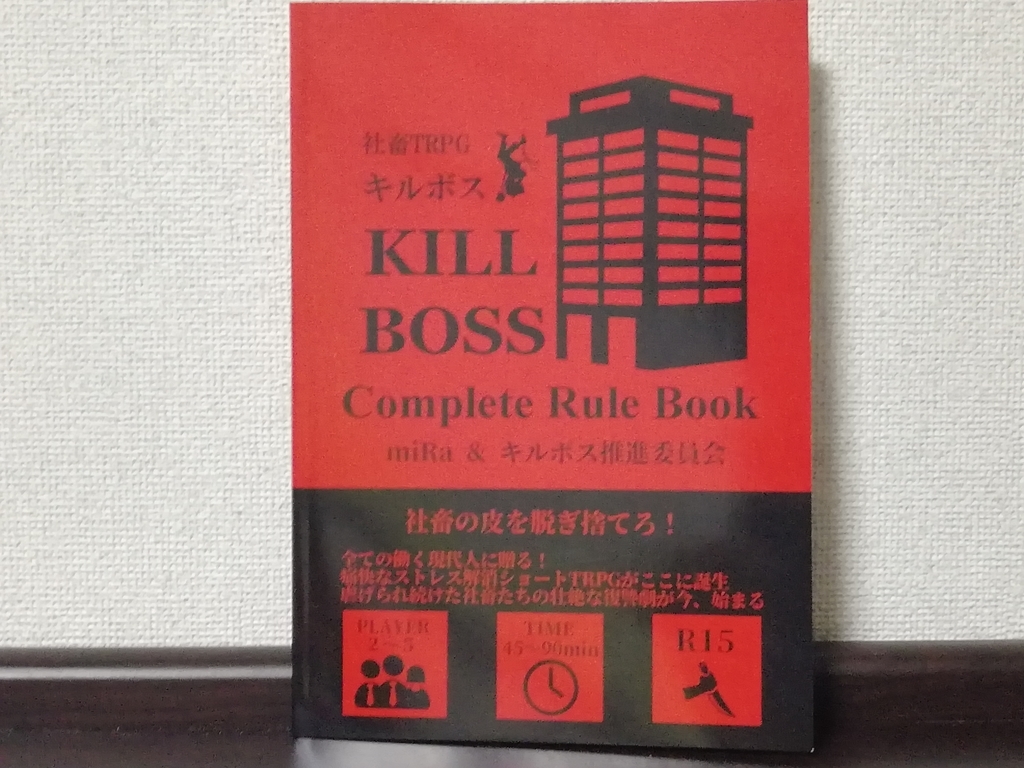 社畜TRPG
キルボス
KILL
BOSS
Complete Rule Book
miRa & キルボス推進委員会
社畜の皮を脱ぎ捨てろ！
全ての働く現代人に贈る！
痛快なストレス解消ショートTRPGがここに誕生
虐げられ続けた社畜たちの壮絶な復讐劇が今、始まる
PLAYER
2～5
TIME
45～90min
R15